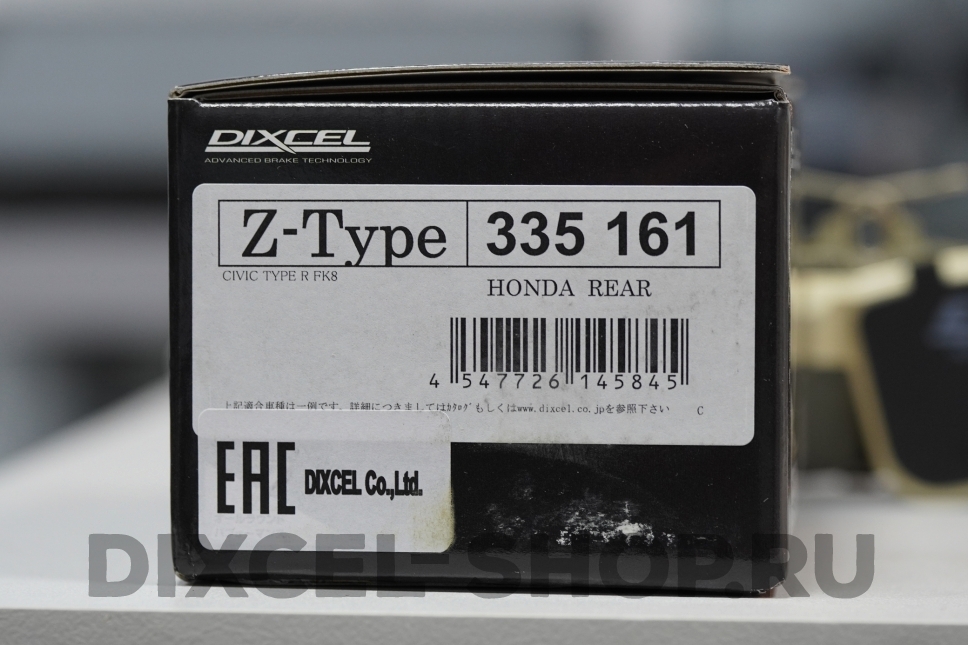 DIXCEL
ADVANCED BRAKE TECHNOLOGY
Z-Type 335 161
CIVIC TYPE R FK8
HONDA REAR
4 547726 145845
上記適合車種は一例です。詳細につきましてはｶﾀﾛｸﾞもしくはwww.dixcel.co.jpを参照下さい C
EAC DIXCEL Co.,Ltd.
DIXCEL-SHOP.RU